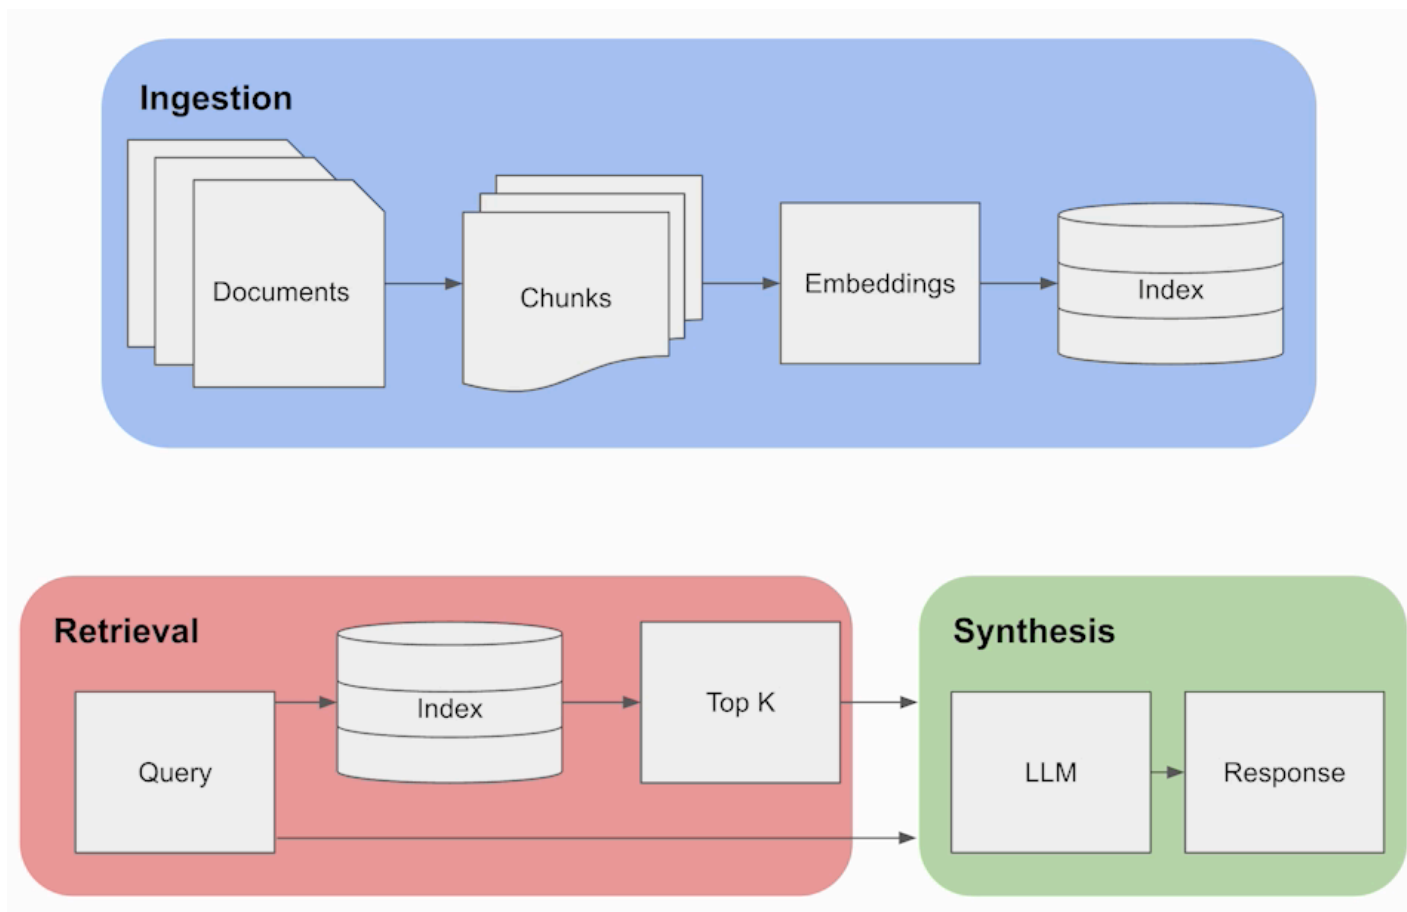 Ingestion
Documents
Chunks
Embeddings
Index
Retrieval
Query
Index
Top K
Synthesis
LLM
Response